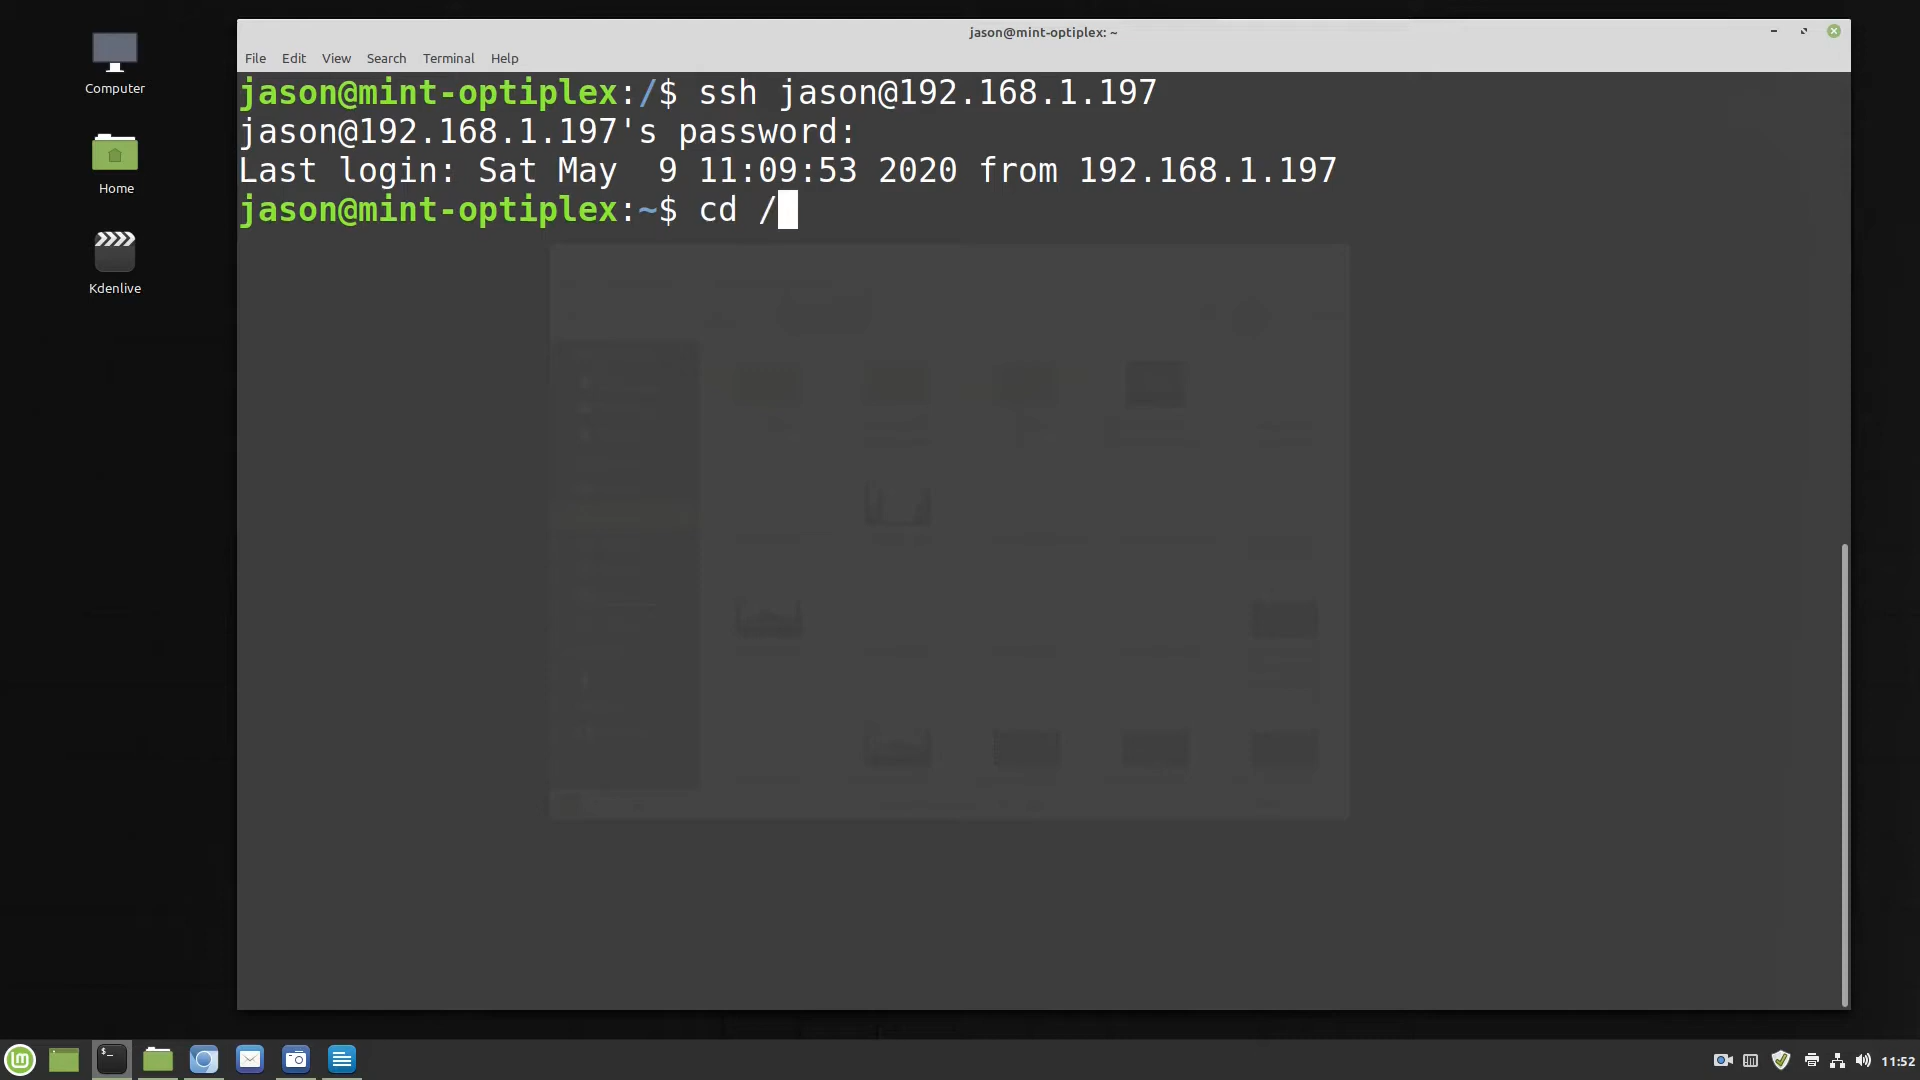 jason@mint-optiplex: ~
File Edit View Search Terminal Help
jason@mint-optiplex:/$ ssh jason@192.168.1.197
jason@192.168.1.197's password:
Last login: Sat May  9 11:09:53 2020 from 192.168.1.197
jason@mint-optiplex:~$ cd /
Computer
Home
Kdenlive
11:52